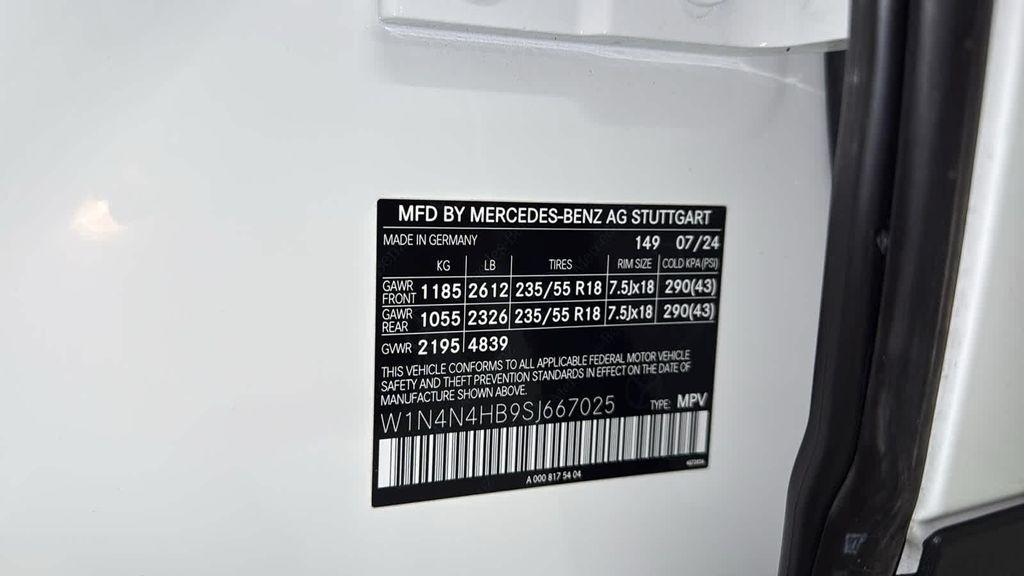 MFD BY MERCEDES-BENZ AG STUTTGART
MADE IN GERMANY 149 07/24
KG LB TIRES RIM SIZE COLD KPA (PSI)
GAWR FRONT 1185 2612 235/55 R18 7.5Jx18 290(43)
GAWR REAR 1055 2326 235/55 R18 7.5Jx18 290(43)
GVWR 2195 4839
THIS VEHICLE CONFORMS TO ALL APPLICABLE FEDERAL MOTOR VEHICLE
SAFETY AND THEFT PREVENTION STANDARDS IN EFFECT ON THE DATE OF
MANUFACTURE SHOWN ABOVE.
W1N4N4HB9SJ667025 TYPE: MPV
A 000 817 54 04